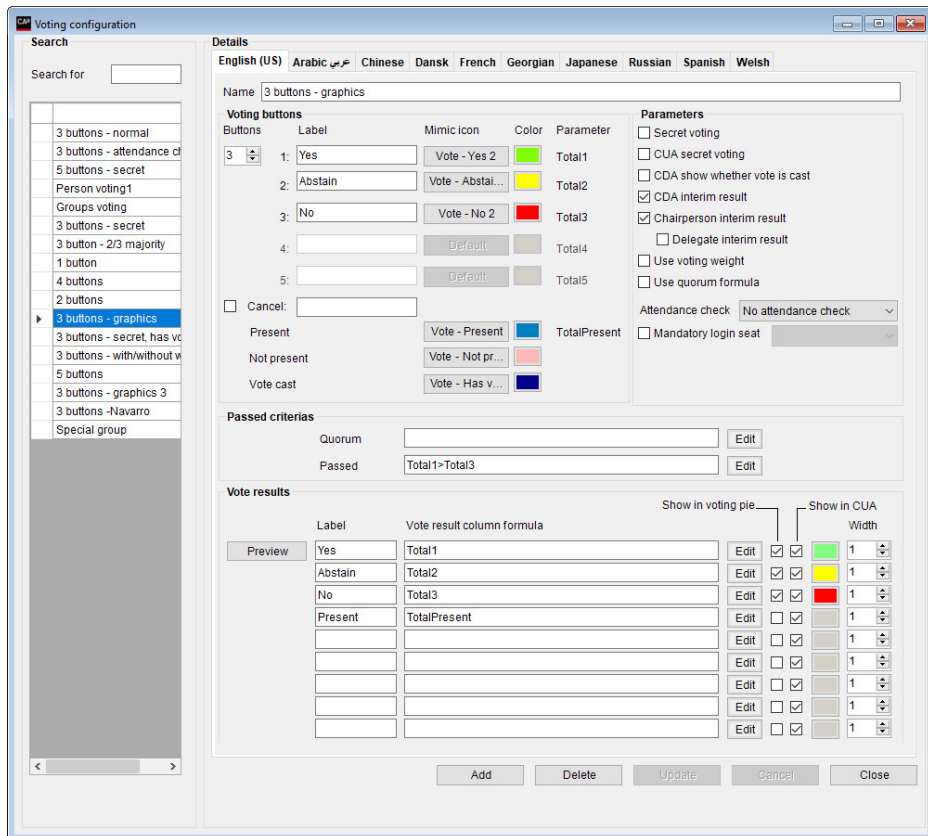 CAA Voting configuration
Search
Search for
3 buttons - normal
3 buttons - attendance ch
5 buttons - secret
Person voting1
Groups voting
3 buttons - secret
3 button - 2/3 majority
1 button
4 buttons
2 buttons
3 buttons - graphics
3 buttons - secret, has vo
3 buttons - with/without w
5 buttons
3 buttons - graphics 3
3 buttons -Navarro
Special group
Details
English (US) Arabic عربي Chinese Dansk French Georgian Japanese Russian Spanish Welsh
Name 3 buttons - graphics
Voting buttons
Buttons Label Mimic icon Color Parameter
3 1: Yes Vote - Yes 2 Total1
2: Abstain Vote - Abstai... Total2
3: No Vote - No 2 Total3
4: Default Total4
5: Default Total5
Cancel:
Present Vote - Present TotalPresent
Not present Vote - Not pr...
Vote cast Vote - Has v...
Parameters
Secret voting
CUA secret voting
CDA show whether vote is cast
CDA interim result
Chairperson interim result
Delegate interim result
Use voting weight
Use quorum formula
Attendance check No attendance check
Mandatory login seat
Passed criterias
Quorum Edit
Passed Total1>Total3 Edit
Vote results
Show in voting pie Show in CUA
Label Vote result column formula Width
Preview Yes Total1 Edit 1
Abstain Total2 Edit 1
No Total3 Edit 1
Present TotalPresent Edit 1
Edit 1
Edit 1
Edit 1
Edit 1
Edit 1
Add Delete Update Cancel Close